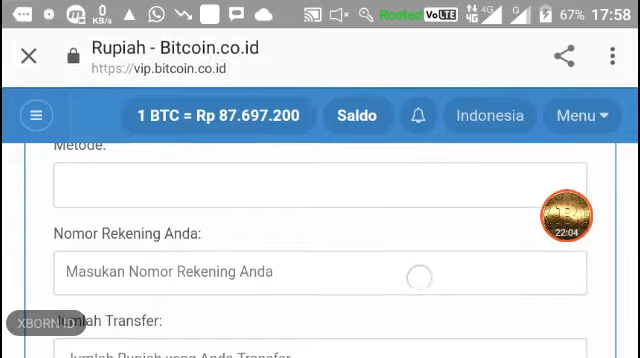 0
KB/s
Rooted
VoLTE
4G
4G
G
67%
17:58
Rupiah - Bitcoin.co.id
https://vip.bitcoin.co.id
1 BTC = Rp 87.697.200
Saldo
Indonesia
Menu
Metode:
22:04
Nomor Rekening Anda:
Masukan Nomor Rekening Anda
XBORN ID
Jumlah Transfer:
Jumlah Rupiah yang Anda Transfer